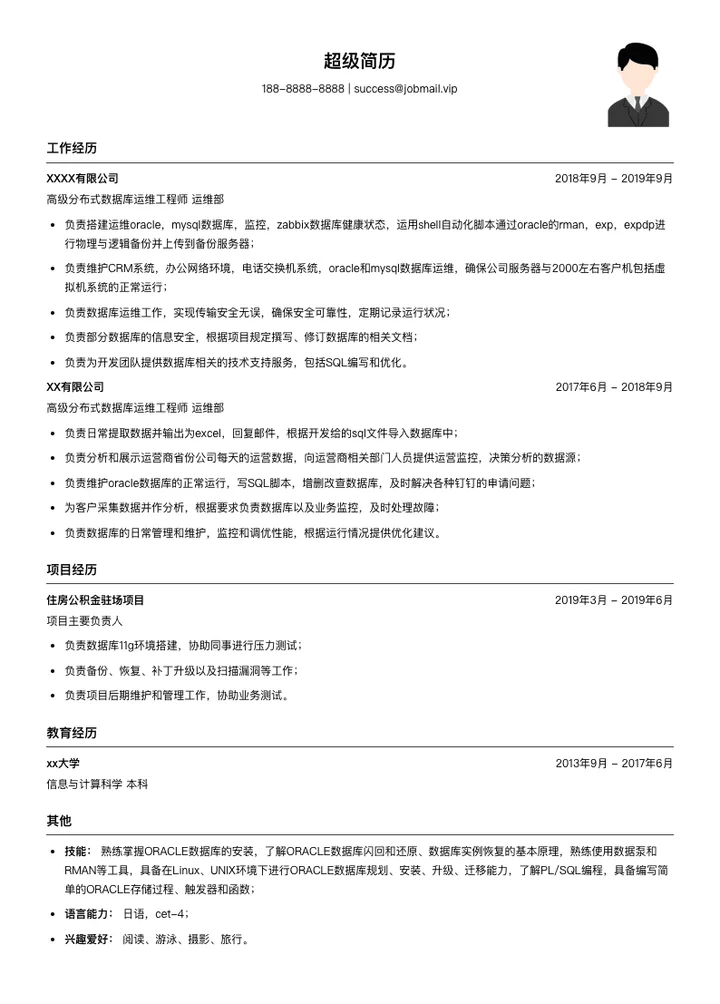 超级简历
188-8888-8888 | success@jobmail.vip
工作经历
XXXX有限公司 2018年9月 – 2019年9月
高级分布式数据库运维工程师 运维部
• 负责搭建运维oracle，mysql数据库，监控，zabbix数据库健康状态，运用shell自动化脚本通过oracle的rman，exp，expdp进
行物理与逻辑备份并上传到备份服务器；
• 负责维护CRM系统，办公网络环境，电话交换机系统，oracle和mysql数据库运维，确保公司服务器与2000左右客户机包括虚
拟机系统的正常运行；
• 负责数据库运维工作，实现传输安全无误，确保安全可靠性，定期记录运行状况；
• 负责部分数据库的信息安全，根据项目规定撰写、修订数据库的相关文档；
• 负责为开发团队提供数据库相关的技术支持服务，包括SQL编写和优化。
XX有限公司 2017年6月 – 2018年9月
高级分布式数据库运维工程师 运维部
• 负责日常提取数据并输出为excel，回复邮件，根据开发给的sql文件导入数据库中；
• 负责分析和展示运营商省份公司每天的运营数据，向运营商相关部门人员提供运营监控，决策分析的数据源；
• 负责维护oracle数据库的正常运行，写SQL脚本，增删改查数据库，及时解决各种钉钉的申请问题；
• 为客户采集数据并作分析，根据要求负责数据库以及业务监控，及时处理故障；
• 负责数据库的日常管理和维护，监控和调优性能，根据运行情况提供优化建议。
项目经历
住房公积金驻场项目 2019年3月 – 2019年6月
项目主要负责人
• 负责数据库11g环境搭建，协助同事进行压力测试；
• 负责备份、恢复、补丁升级以及扫描漏洞等工作；
• 负责项目后期维护和管理工作，协助业务测试。
教育经历
xx大学 2013年9月 – 2017年6月
信息与计算科学 本科
其他
• 技能： 熟练掌握ORACLE数据库的安装，了解ORACLE数据库闪回和还原、数据库实例恢复的基本原理，熟练使用数据泵和
RMAN等工具，具备在Linux、UNIX环境下进行ORACLE数据库规划、安装、升级、迁移能力，了解PL/SQL编程，具备编写简
单的ORACLE存储过程、触发器和函数；
• 语言能力： 日语，cet-4；
• 兴趣爱好： 阅读、游泳、摄影、旅行。